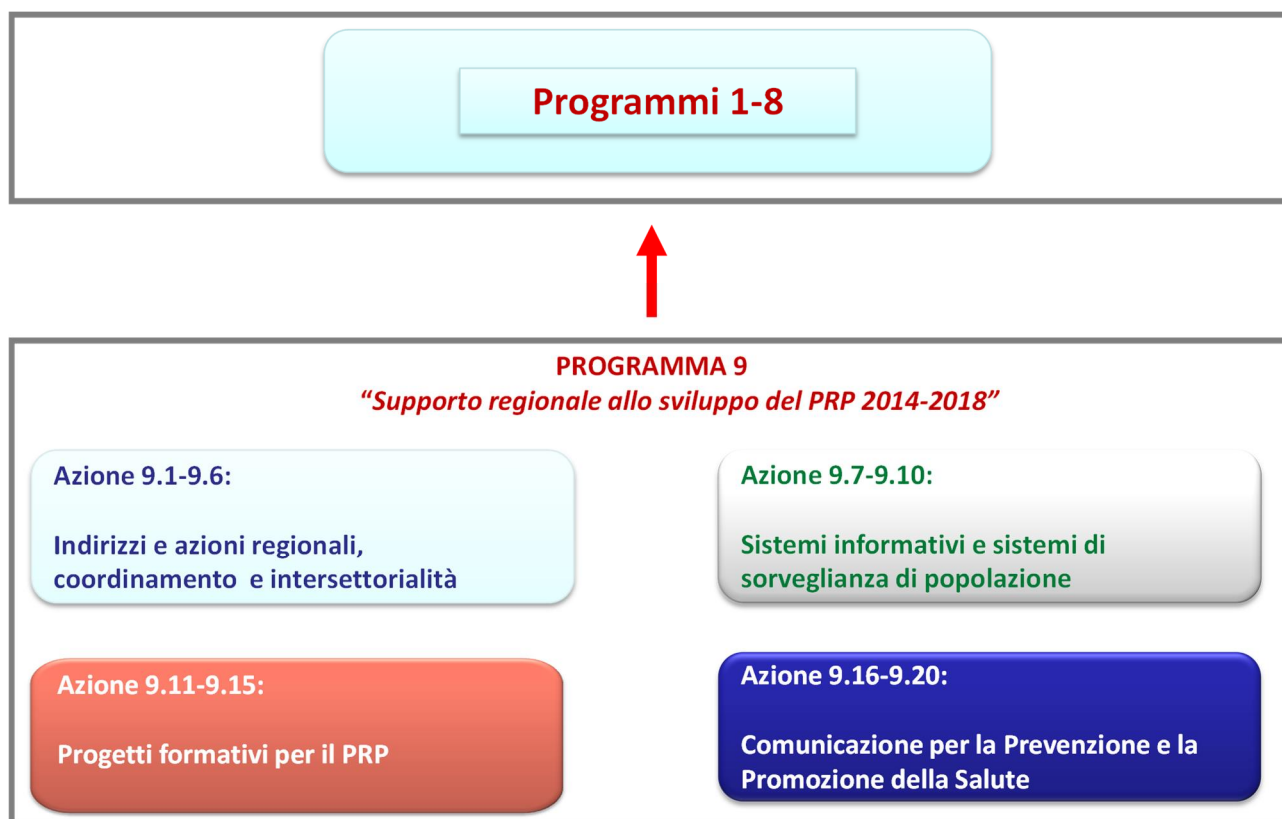 Programmi 1-8
PROGRAMMA 9
“Supporto regionale allo sviluppo del PRP 2014-2018”
Azione 9.1-9.6:
Indirizzi e azioni regionali,
coordinamento e intersettorialità
Azione 9.7-9.10:
Sistemi informativi e sistemi di
sorveglianza di popolazione
Azione 9.11-9.15:
Progetti formativi per il PRP
Azione 9.16-9.20:
Comunicazione per la Prevenzione e la
Promozione della Salute